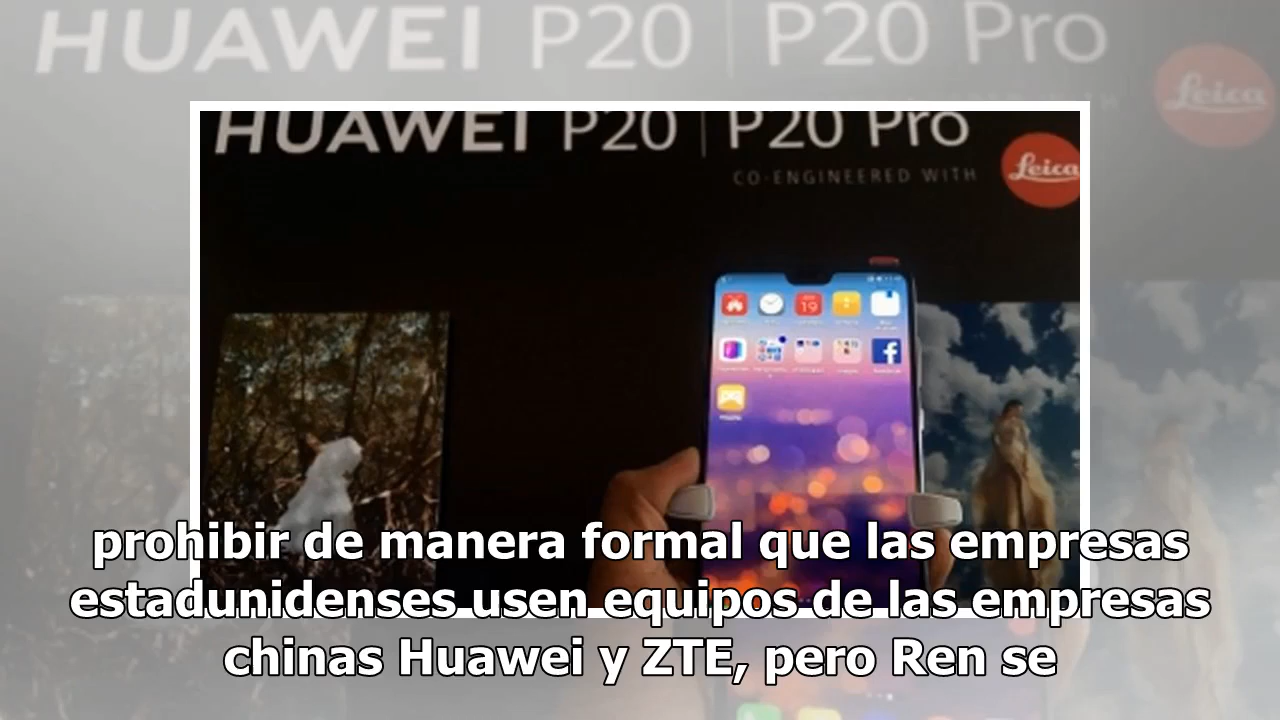 HUAWEI P20 | P20 Pro
Leica
HUAWEI P20 | P20 Pro
CO-ENGINEERED WITH
Leica
19
prohibir de manera formal que las empresas
estadunidenses usen equipos de las empresas
chinas Huawei y ZTE, pero Ren se